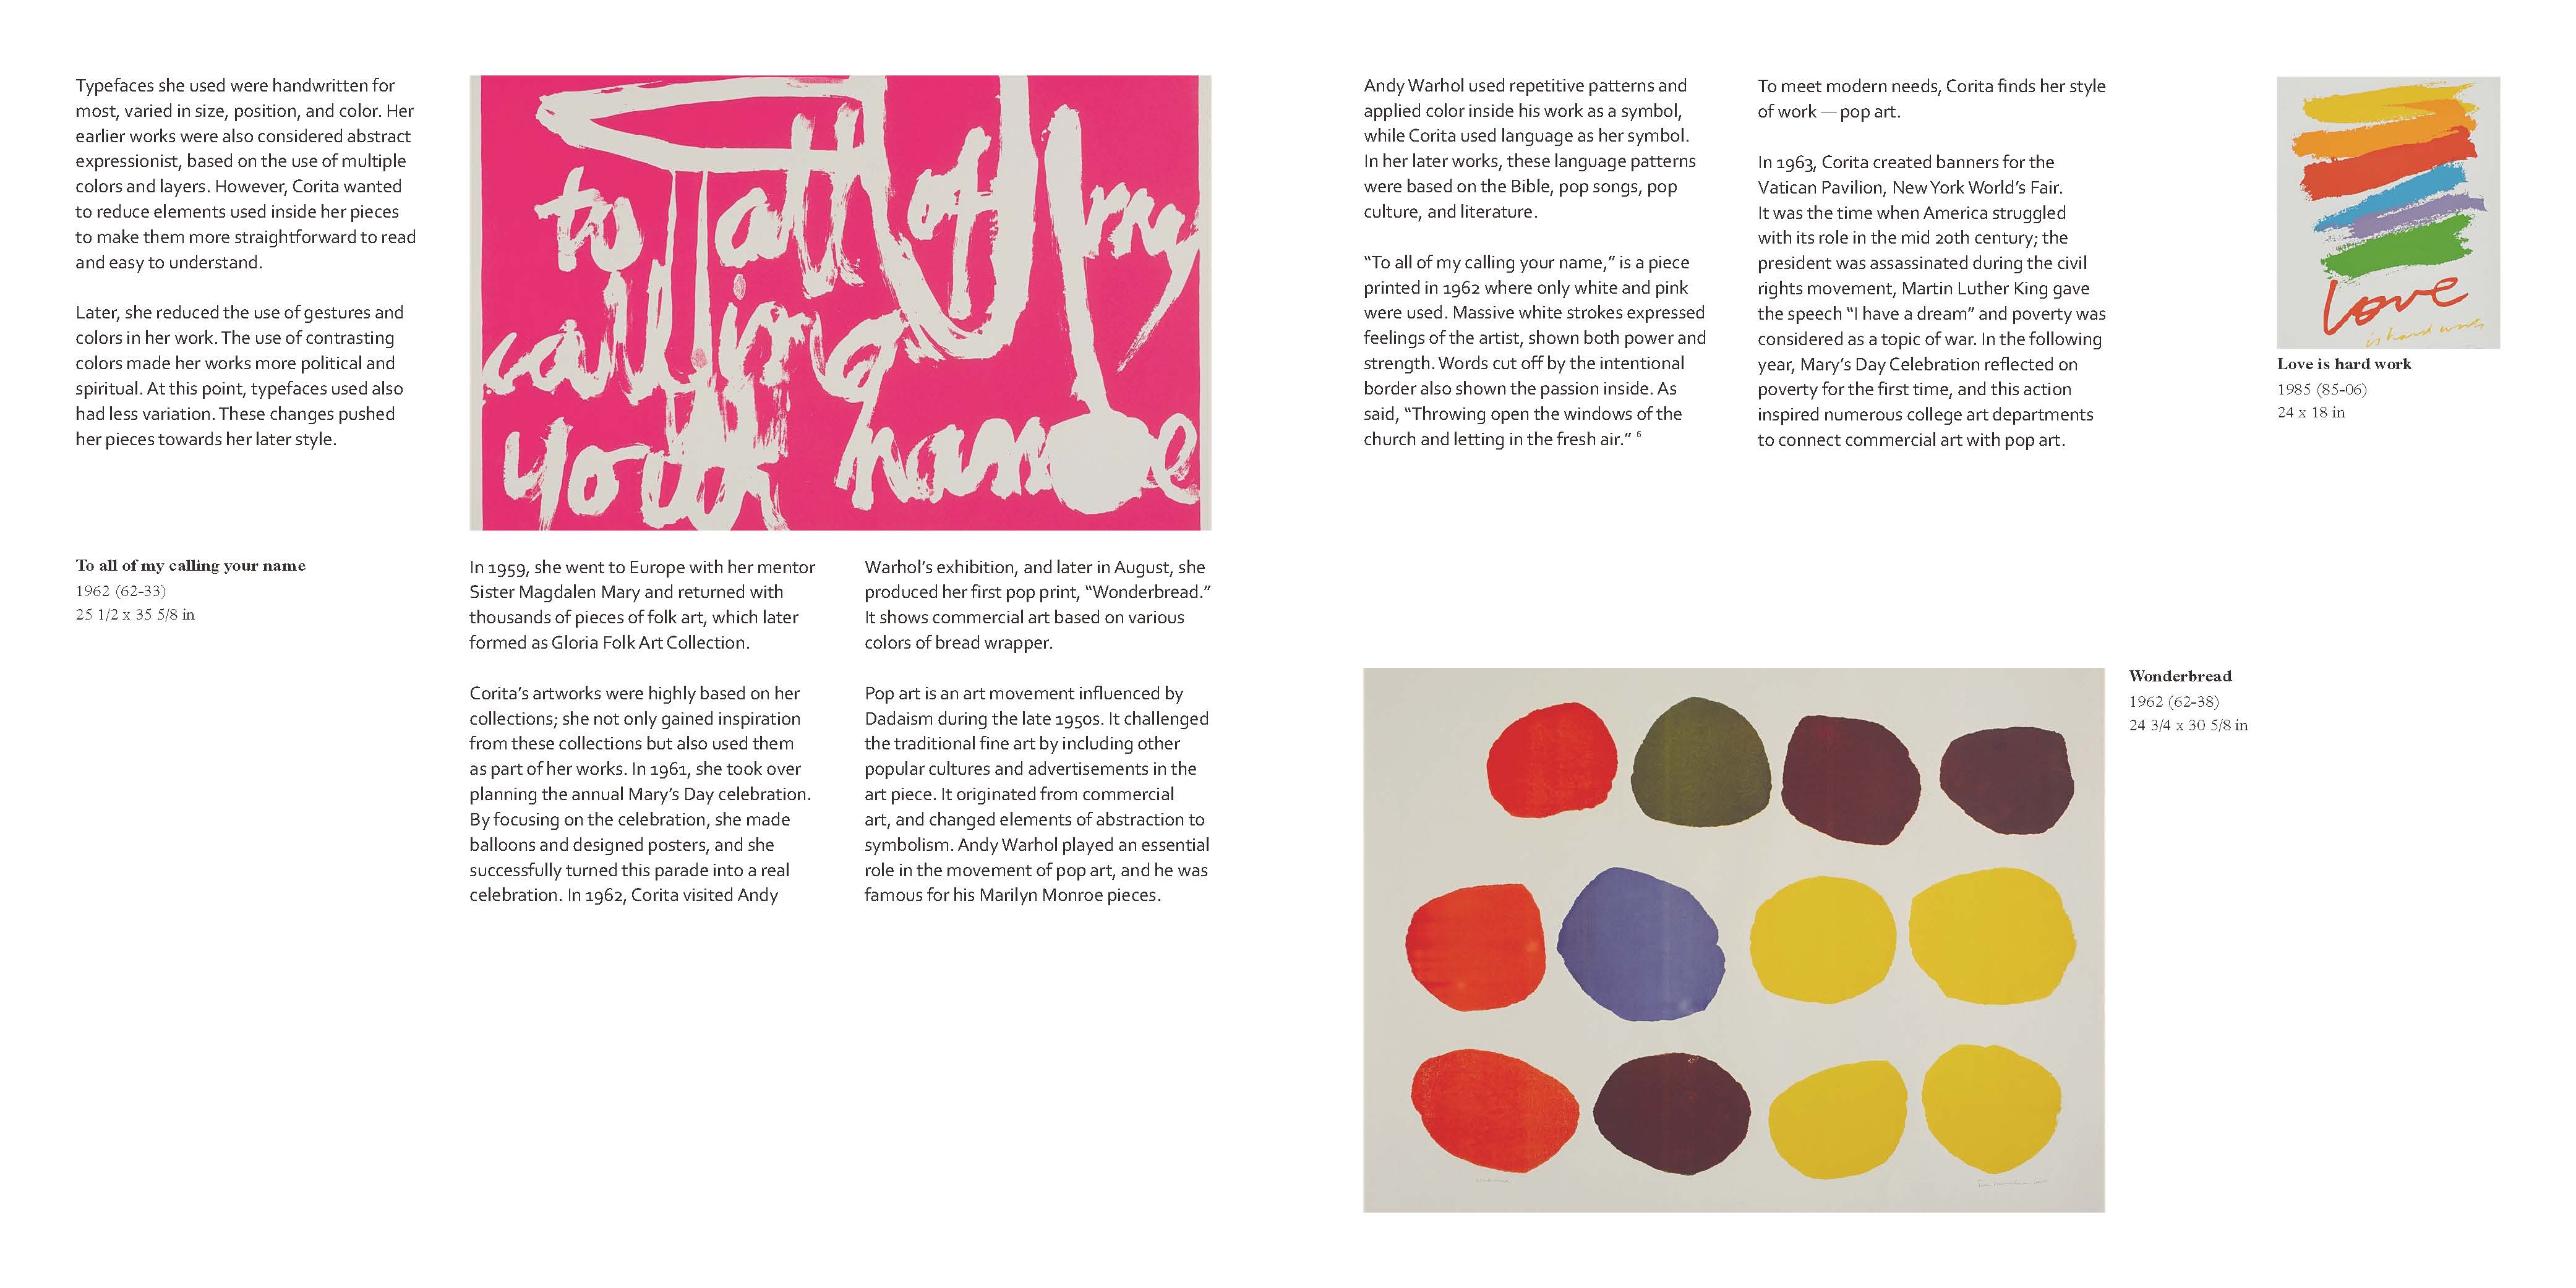 Typefaces she used were handwritten for
most, varied in size, position, and color. Her
earlier works were also considered abstract
expressionist, based on the use of multiple
colors and layers. However, Corita wanted
to reduce elements used inside her pieces
to make them more straightforward to read
and easy to understand.
Later, she reduced the use of gestures and
colors in her work. The use of contrasting
colors made her works more political and
spiritual. At this point, typefaces used also
had less variation. These changes pushed
her pieces towards her later style.
to all of my
calling
your name
To all of my calling your name
1962 (62-33)
25 1/2 x 35 5/8 in
In 1959, she went to Europe with her mentor
Sister Magdalen Mary and returned with
thousands of pieces of folk art, which later
formed as Gloria Folk Art Collection.
Corita’s artworks were highly based on her
collections; she not only gained inspiration
from these collections but also used them
as part of her works. In 1961, she took over
planning the annual Mary’s Day celebration.
By focusing on the celebration, she made
balloons and designed posters, and she
successfully turned this parade into a real
celebration. In 1962, Corita visited Andy
Warhol’s exhibition, and later in August, she
produced her first pop print, “Wonderbread.”
It shows commercial art based on various
colors of bread wrapper.
Pop art is an art movement influenced by
Dadaism during the late 1950s. It challenged
the traditional fine art by including other
popular cultures and advertisements in the
art piece. It originated from commercial
art, and changed elements of abstraction to
symbolism. Andy Warhol played an essential
role in the movement of pop art, and he was
famous for his Marilyn Monroe pieces.
Andy Warhol used repetitive patterns and
applied color inside his work as a symbol,
while Corita used language as her symbol.
In her later works, these language patterns
were based on the Bible, pop songs, pop
culture, and literature.
“To all of my calling your name,” is a piece
printed in 1962 where only white and pink
were used. Massive white strokes expressed
feelings of the artist, shown both power and
strength. Words cut off by the intentional
border also shown the passion inside. As
said, “Throwing open the windows of the
church and letting in the fresh air.” 6
To meet modern needs, Corita finds her style
of work — pop art.
In 1963, Corita created banners for the
Vatican Pavilion, New York World’s Fair.
It was the time when America struggled
with its role in the mid 20th century; the
president was assassinated during the civil
rights movement, Martin Luther King gave
the speech “I have a dream” and poverty was
considered as a topic of war. In the following
year, Mary’s Day Celebration reflected on
poverty for the first time, and this action
inspired numerous college art departments
to connect commercial art with pop art.
love
is hard work
Love is hard work
1985 (85-06)
24 x 18 in
Wonderbread
1962 (62-38)
24 3/4 x 30 5/8 in